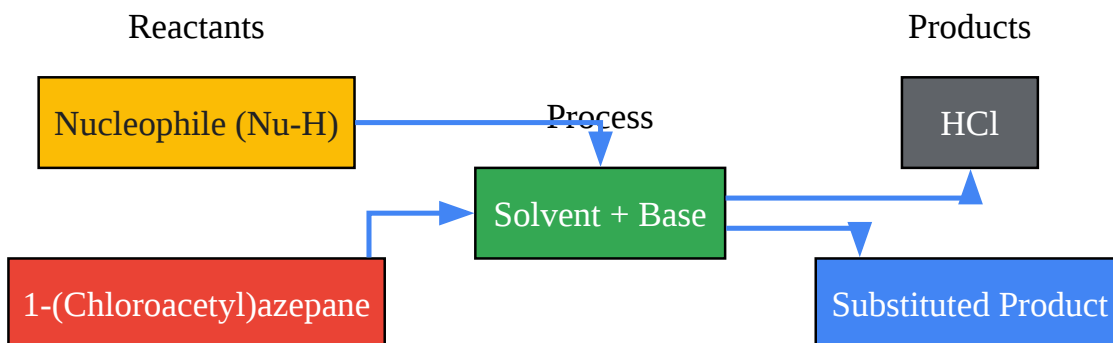 Reactants
Products
Nucleophile (Nu-H)
Process
HCl
Solvent + Base
1-(Chloroacetyl)azepane
Substituted Product